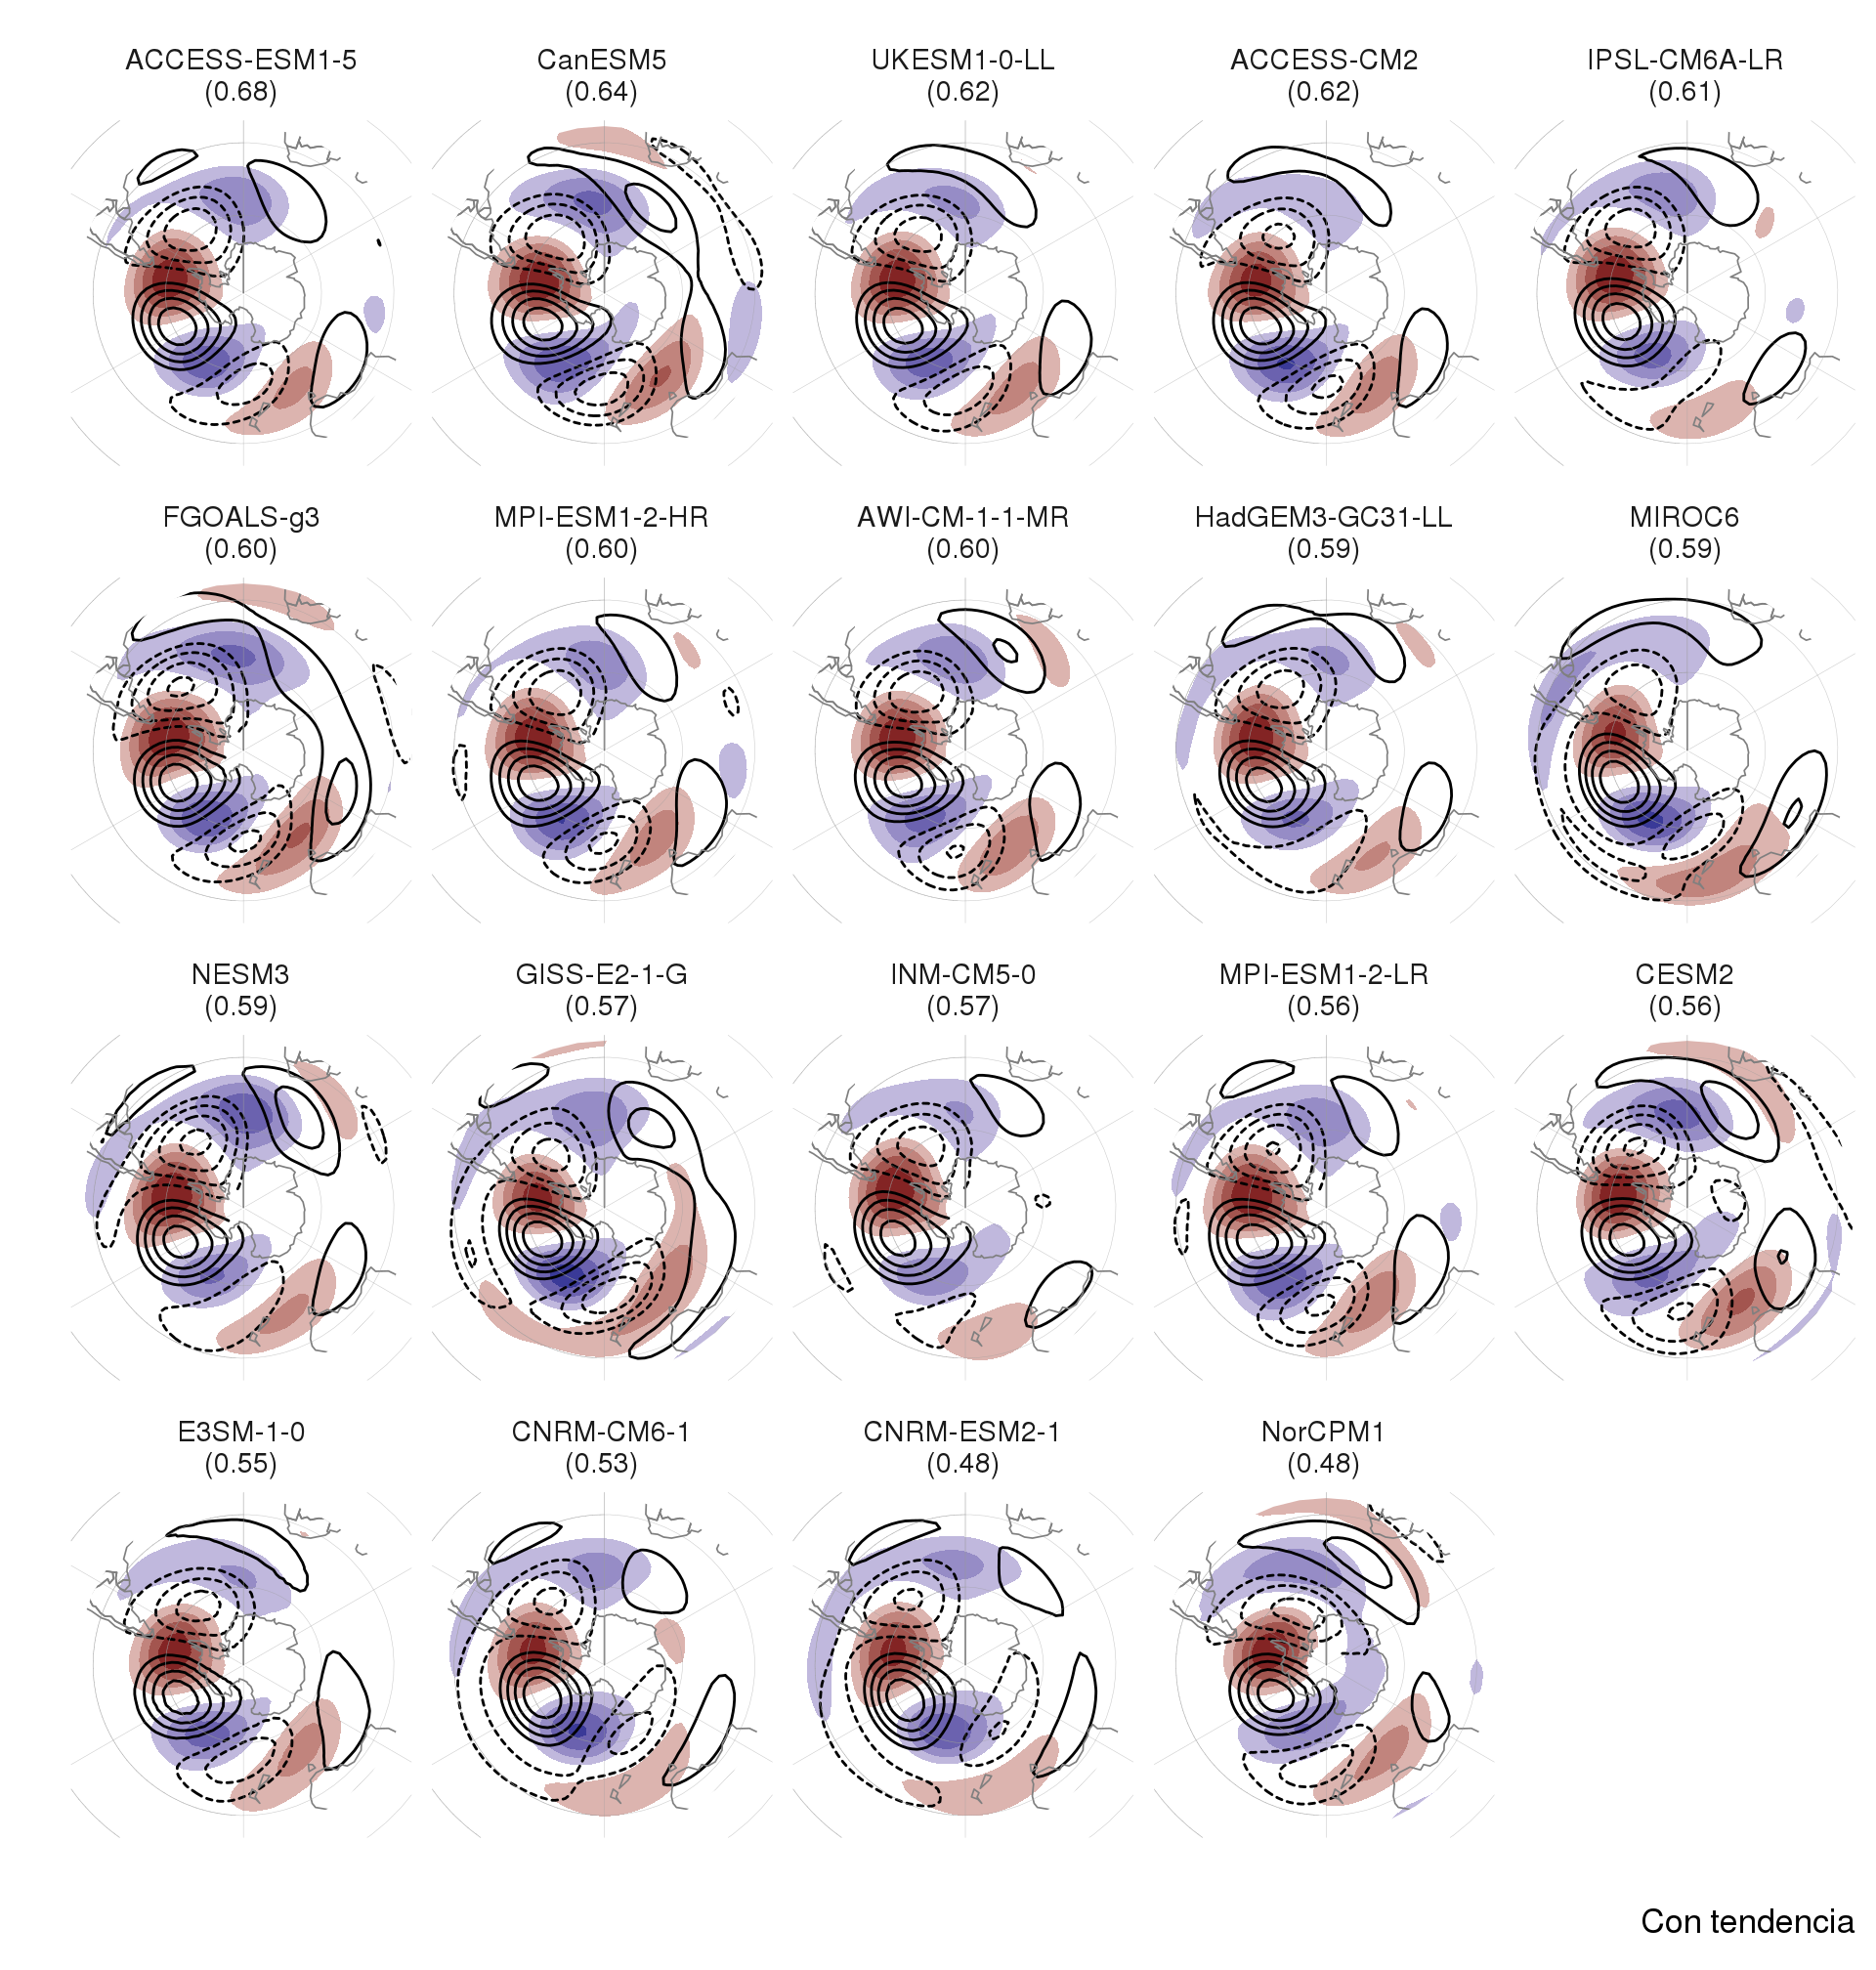 ACCESS-ESM1-5
(0.68)
CanESM5
(0.64)
UKESM1-0-LL
(0.62)
ACCESS-CM2
(0.62)
IPSL-CM6A-LR
(0.61)
FGOALS-g3
(0.60)
MPI-ESM1-2-HR
(0.60)
AWI-CM-1-1-MR
(0.60)
HadGEM3-GC31-LL
(0.59)
MIROC6
(0.59)
NESM3
(0.59)
GISS-E2-1-G
(0.57)
INM-CM5-0
(0.57)
MPI-ESM1-2-LR
(0.56)
CESM2
(0.56)
E3SM-1-0
(0.55)
CNRM-CM6-1
(0.53)
CNRM-ESM2-1
(0.48)
NorCPM1
(0.48)
Con tendencia